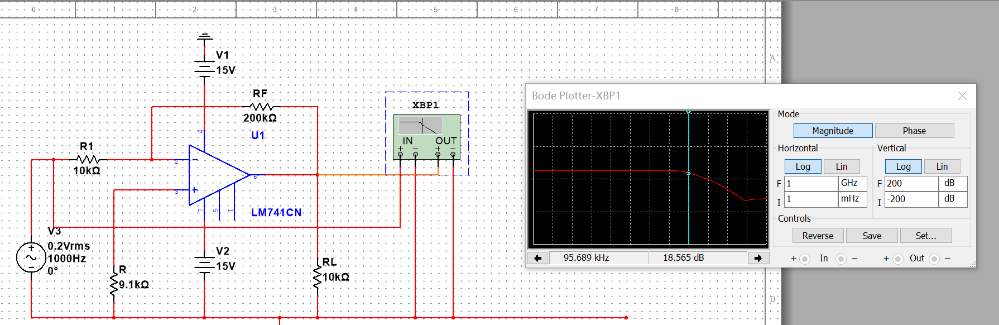 0 1 2 3 4 5 6 7 8
A
V1
15V
RF
200kΩ
XBP1
IN OUT
+ − + −
4
U1
R1
10kΩ
2
6
3
7 5 1
LM741CN
V3
0.2Vrms
1000Hz
0°
R
9.1kΩ
V2
15V
RL
10kΩ
D
Bode Plotter-XBP1
Mode
Magnitude Phase
Horizontal Vertical
Log Lin Log Lin
F 1 GHz F 200 dB
I 1 mHz I -200 dB
Controls
Reverse Save Set...
95.689 kHz 18.565 dB
+ In − + Out −